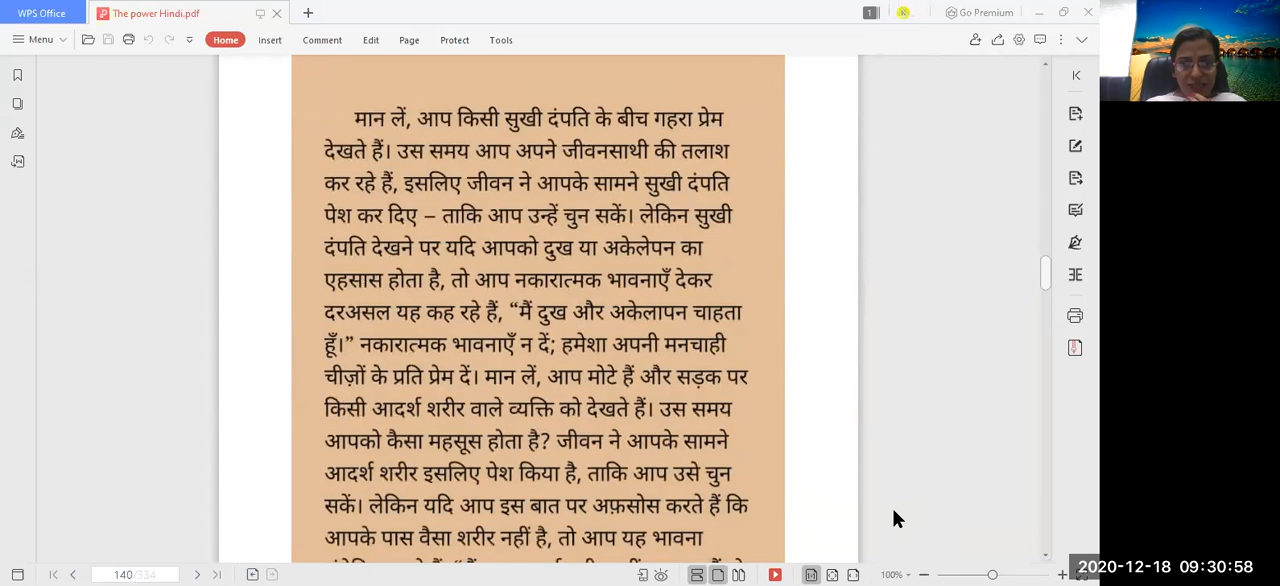 WPS Office
The power Hindi.pdf
1
Go Premium
Menu
Home
Insert
Comment
Edit
Page
Protect
Tools
मान लें, आप किसी सुखी दंपति के बीच गहरा प्रेम
देखते हैं। उस समय आप अपने जीवनसाथी की तलाश
कर रहे हैं, इसलिए जीवन ने आपके सामने सुखी दंपति
पेश कर दिए – ताकि आप उन्हें चुन सकें। लेकिन सुखी
दंपति देखने पर यदि आपको दुख या अकेलेपन का
एहसास होता है, तो आप नकारात्मक भावनाएँ देकर
दरअसल यह कह रहे हैं, “मैं दुख और अकेलापन चाहता
हूँ।” नकारात्मक भावनाएँ न दें; हमेशा अपनी मनचाही
चीज़ों के प्रति प्रेम दें। मान लें, आप मोटे हैं और सड़क पर
किसी आदर्श शरीर वाले व्यक्ति को देखते हैं। उस समय
आपको कैसा महसूस होता है? जीवन ने आपके सामने
आदर्श शरीर इसलिए पेश किया है, ताकि आप उसे चुन
सकें। लेकिन यदि आप इस बात पर अफ़सोस करते हैं कि
आपके पास वैसा शरीर नहीं है, तो आप यह भावना
140/334
100%
2020-12-18 09:30:58